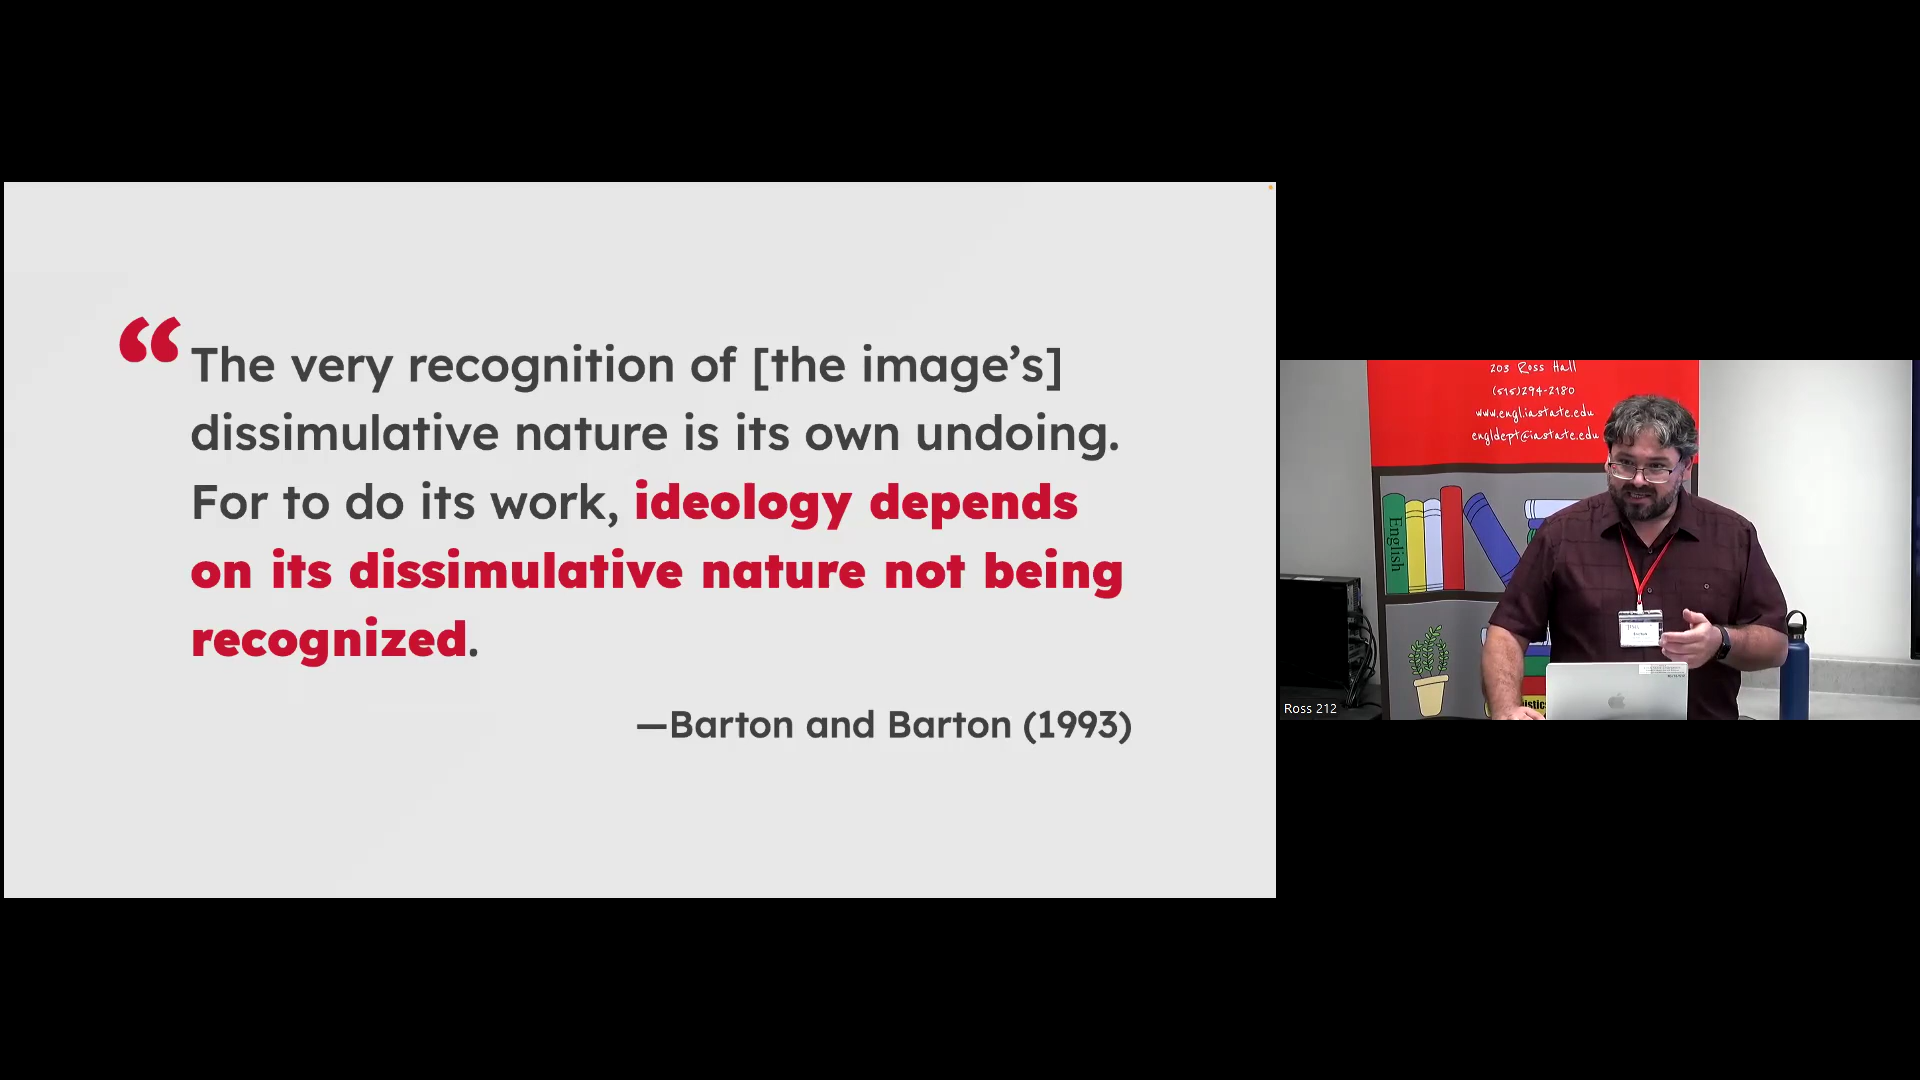 “
The very recognition of [the image’s]
dissimulative nature is its own undoing.
For to do its work, ideology depends
on its dissimulative nature not being
recognized.
—Barton and Barton (1993)
203 Ross Hall
(515)294-2180
www.engl.iastate.edu
engldept@iastate.edu
English
Ross 212